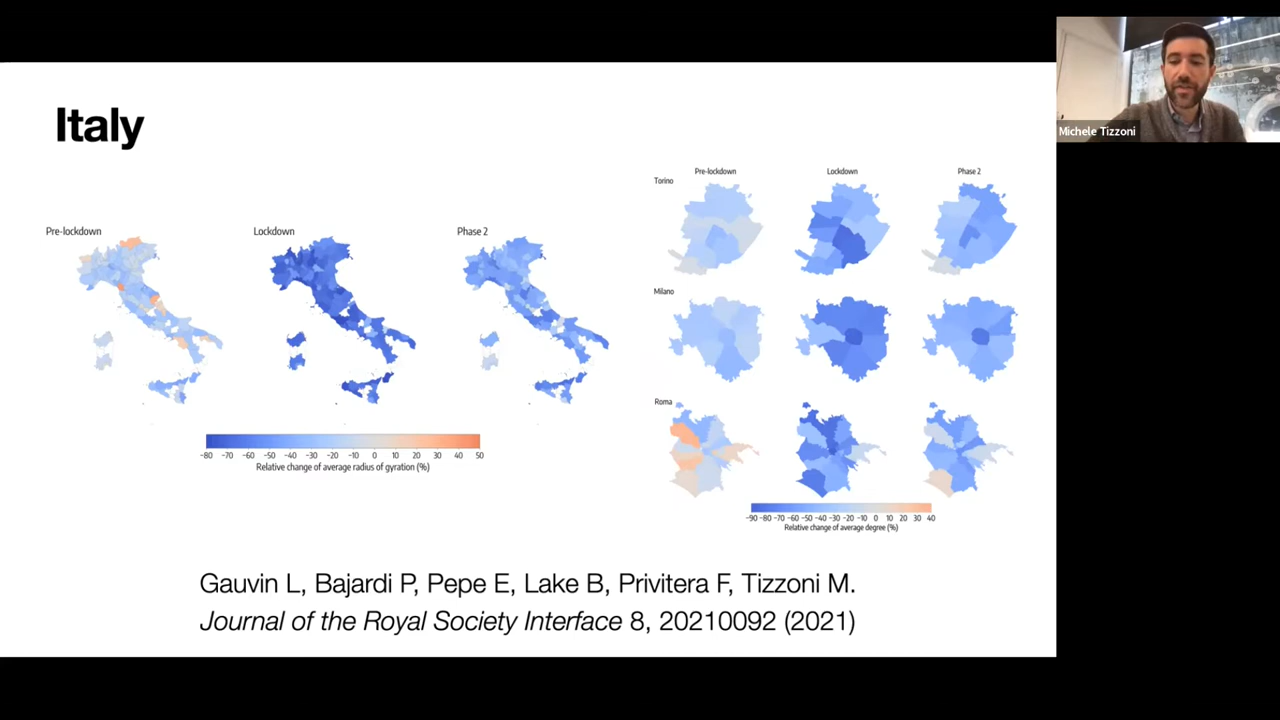 Michele Tizzoni
Italy
Pre-lockdown
Lockdown
Phase 2
−80 −70 −60 −50 −40 −30 −20 −10 0 10 20 30 40 50
Relative change of average radius of gyration (%)
Pre-lockdown
Lockdown
Phase 2
Torino
Milano
Roma
−90 −80 −70 −60 −50 −40 −30 −20 −10 0 10 20 30 40
Relative change of average degree (%)
Gauvin L, Bajardi P, Pepe E, Lake B, Privitera F, Tizzoni M.
Journal of the Royal Society Interface 8, 20210092 (2021)